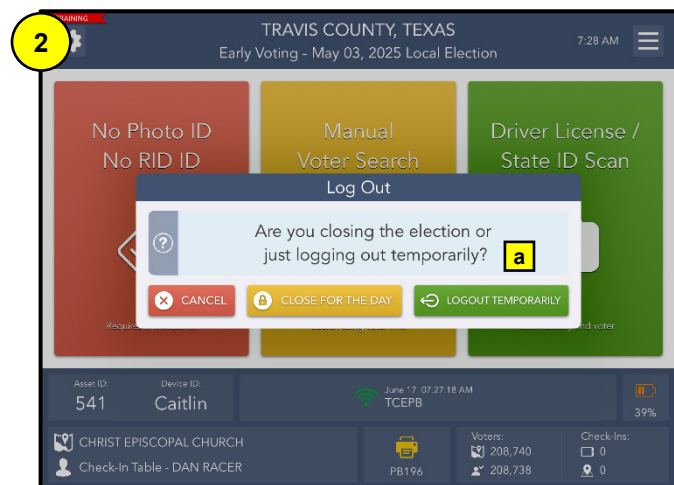 2
TRAINING
TRAVIS COUNTY, TEXAS
Early Voting - May 03, 2025 Local Election
7:28 AM
No Photo ID
No RID ID
Manual
Voter Search
Driver License /
State ID Scan
Log Out
Are you closing the election or
just logging out temporarily?
a
CANCEL
CLOSE FOR THE DAY
LOGOUT TEMPORARILY
Asset ID:
541
Device ID:
Caitlin
June 17 07:27:18 AM
TCEPB
39%
CHRIST EPISCOPAL CHURCH
Check-In Table - DAN RACER
PB196
Voters:
208,740
208,738
Check-Ins:
0
0